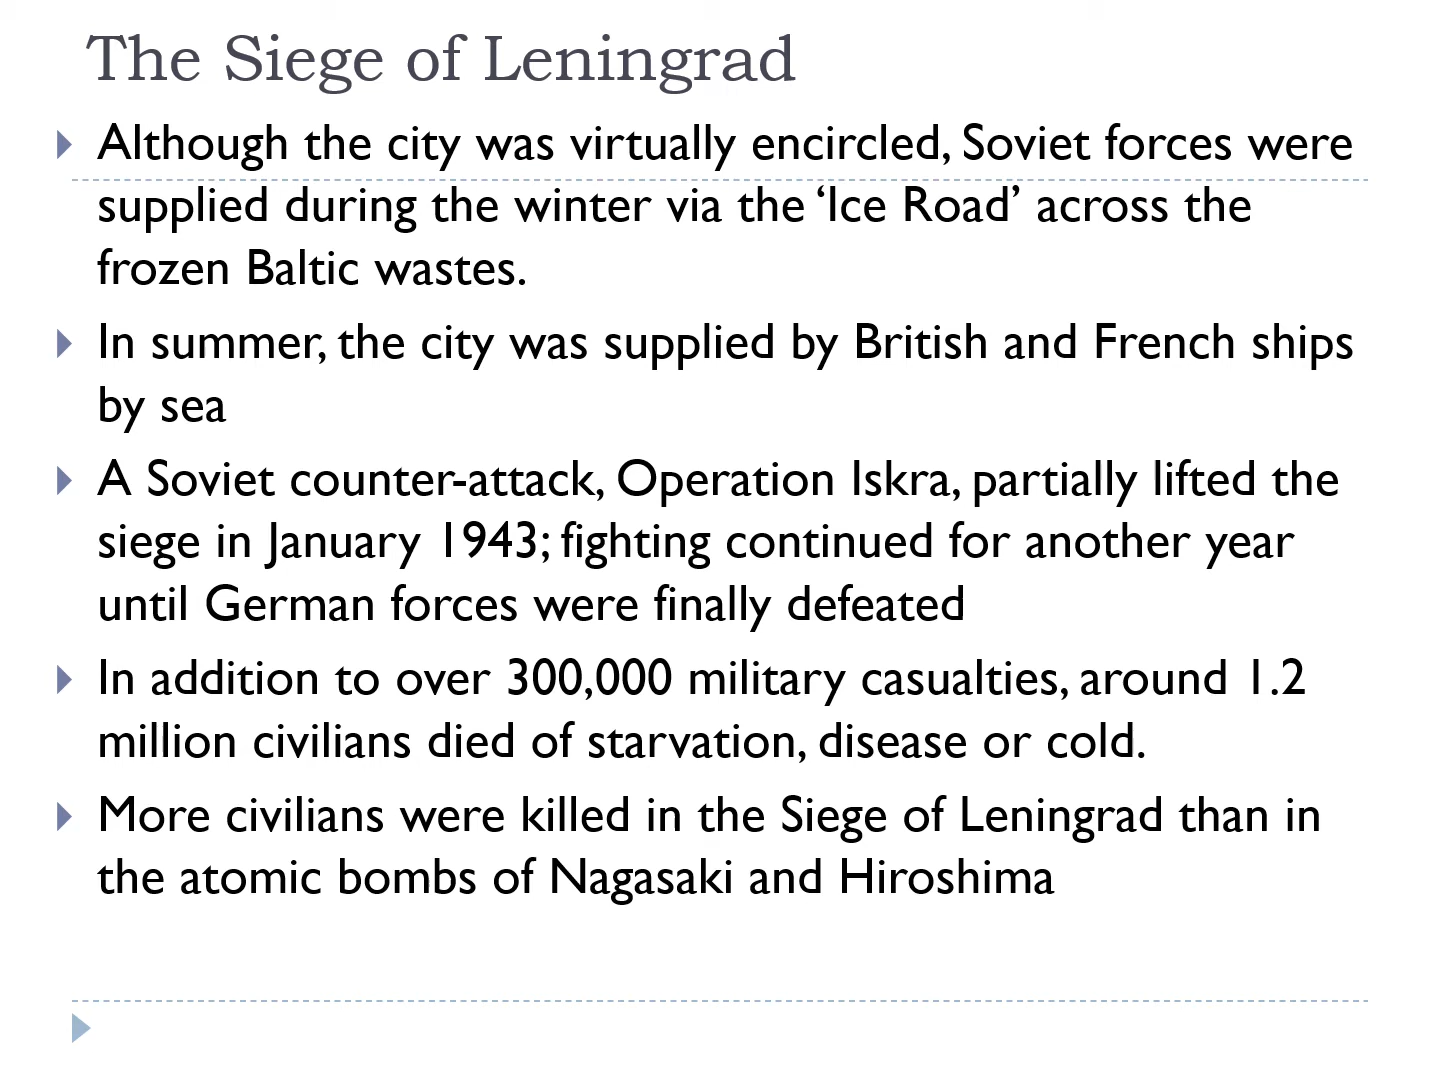 The Siege of Leningrad
Although the city was virtually encircled, Soviet forces were
supplied during the winter via the ‘Ice Road’ across the
frozen Baltic wastes.
In summer, the city was supplied by British and French ships
by sea
A Soviet counter-attack, Operation Iskra, partially lifted the
siege in January 1943; fighting continued for another year
until German forces were finally defeated
In addition to over 300,000 military casualties, around 1.2
million civilians died of starvation, disease or cold.
More civilians were killed in the Siege of Leningrad than in
the atomic bombs of Nagasaki and Hiroshima